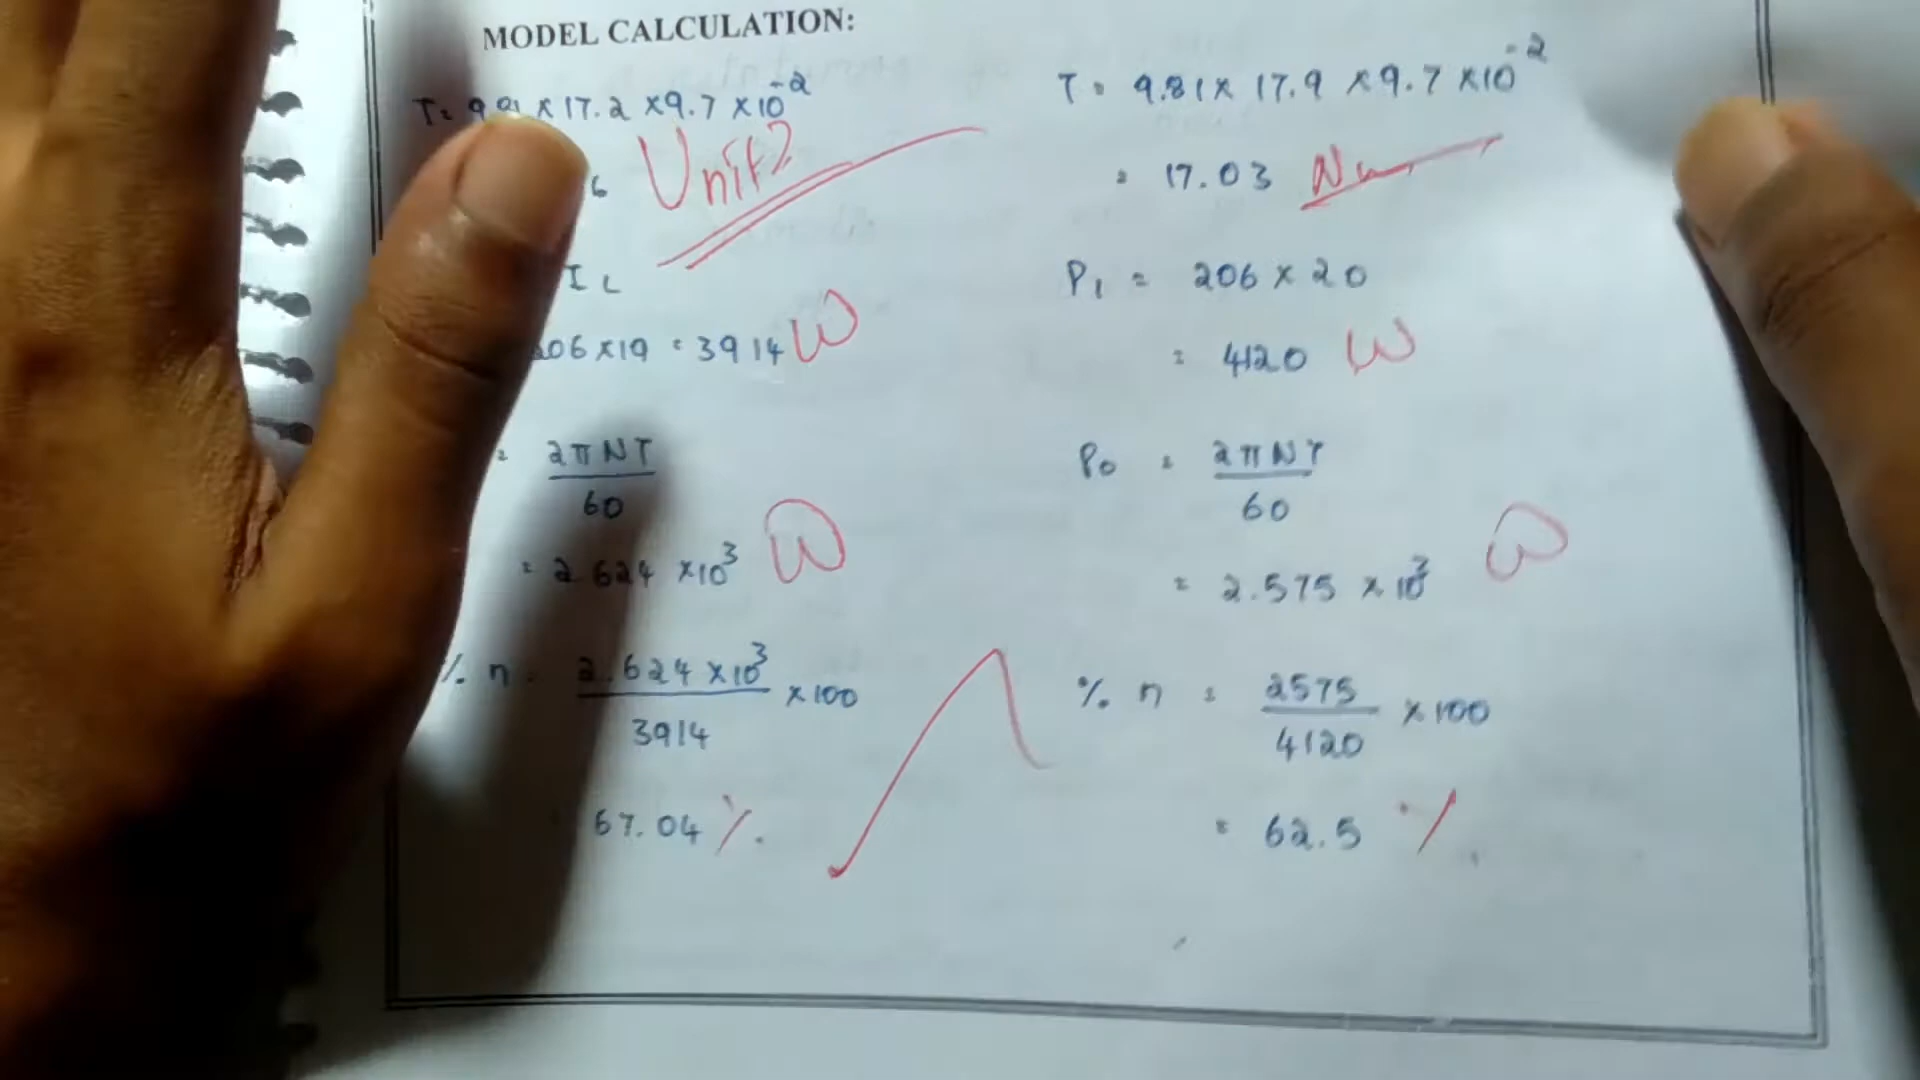 MODEL CALCULATION:
T = 9.81 × 17.2 × 9.7 × 10⁻²
6 Unit?
I L
206 × 19 = 3914 W
= 2πNT / 60
= 2.624 × 10³ W
% η = 2.624 × 10³ / 3914 × 100
= 67.04 %.
T = 9.81 × 17.9 × 9.7 × 10⁻²
= 17.03 Nm
P₁ = 206 × 20
= 4120 W
P₀ = 2πNT / 60
= 2.575 × 10³ W
% η = 2575 / 4120 × 100
= 62.5 %